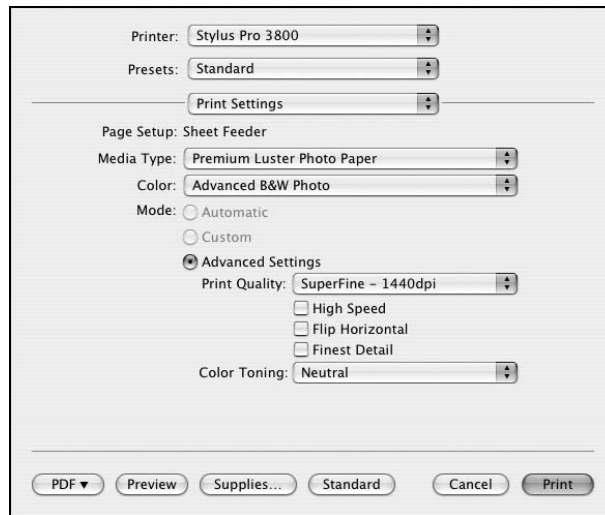 Printer: Stylus Pro 3800
Presets: Standard
Print Settings
Page Setup: Sheet Feeder
Media Type: Premium Luster Photo Paper
Color: Advanced B&W Photo
Mode: Automatic
Custom
Advanced Settings
Print Quality: SuperFine – 1440dpi
High Speed
Flip Horizontal
Finest Detail
Color Toning: Neutral
PDF ▾ Preview Supplies... Standard Cancel Print